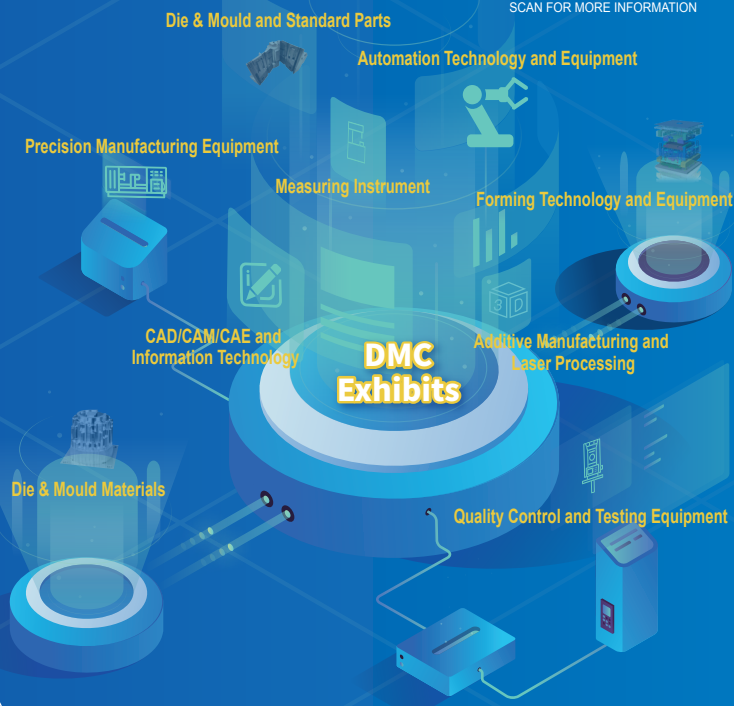 SCAN FOR MORE INFORMATION
Die & Mould and Standard Parts
Automation Technology and Equipment
Precision Manufacturing Equipment
Measuring Instrument
Forming Technology and Equipment
CAD/CAM/CAE and
Information Technology
DMC
Exhibits
3D
Additive Manufacturing and
Laser Processing
Die & Mould Materials
Quality Control and Testing Equipment